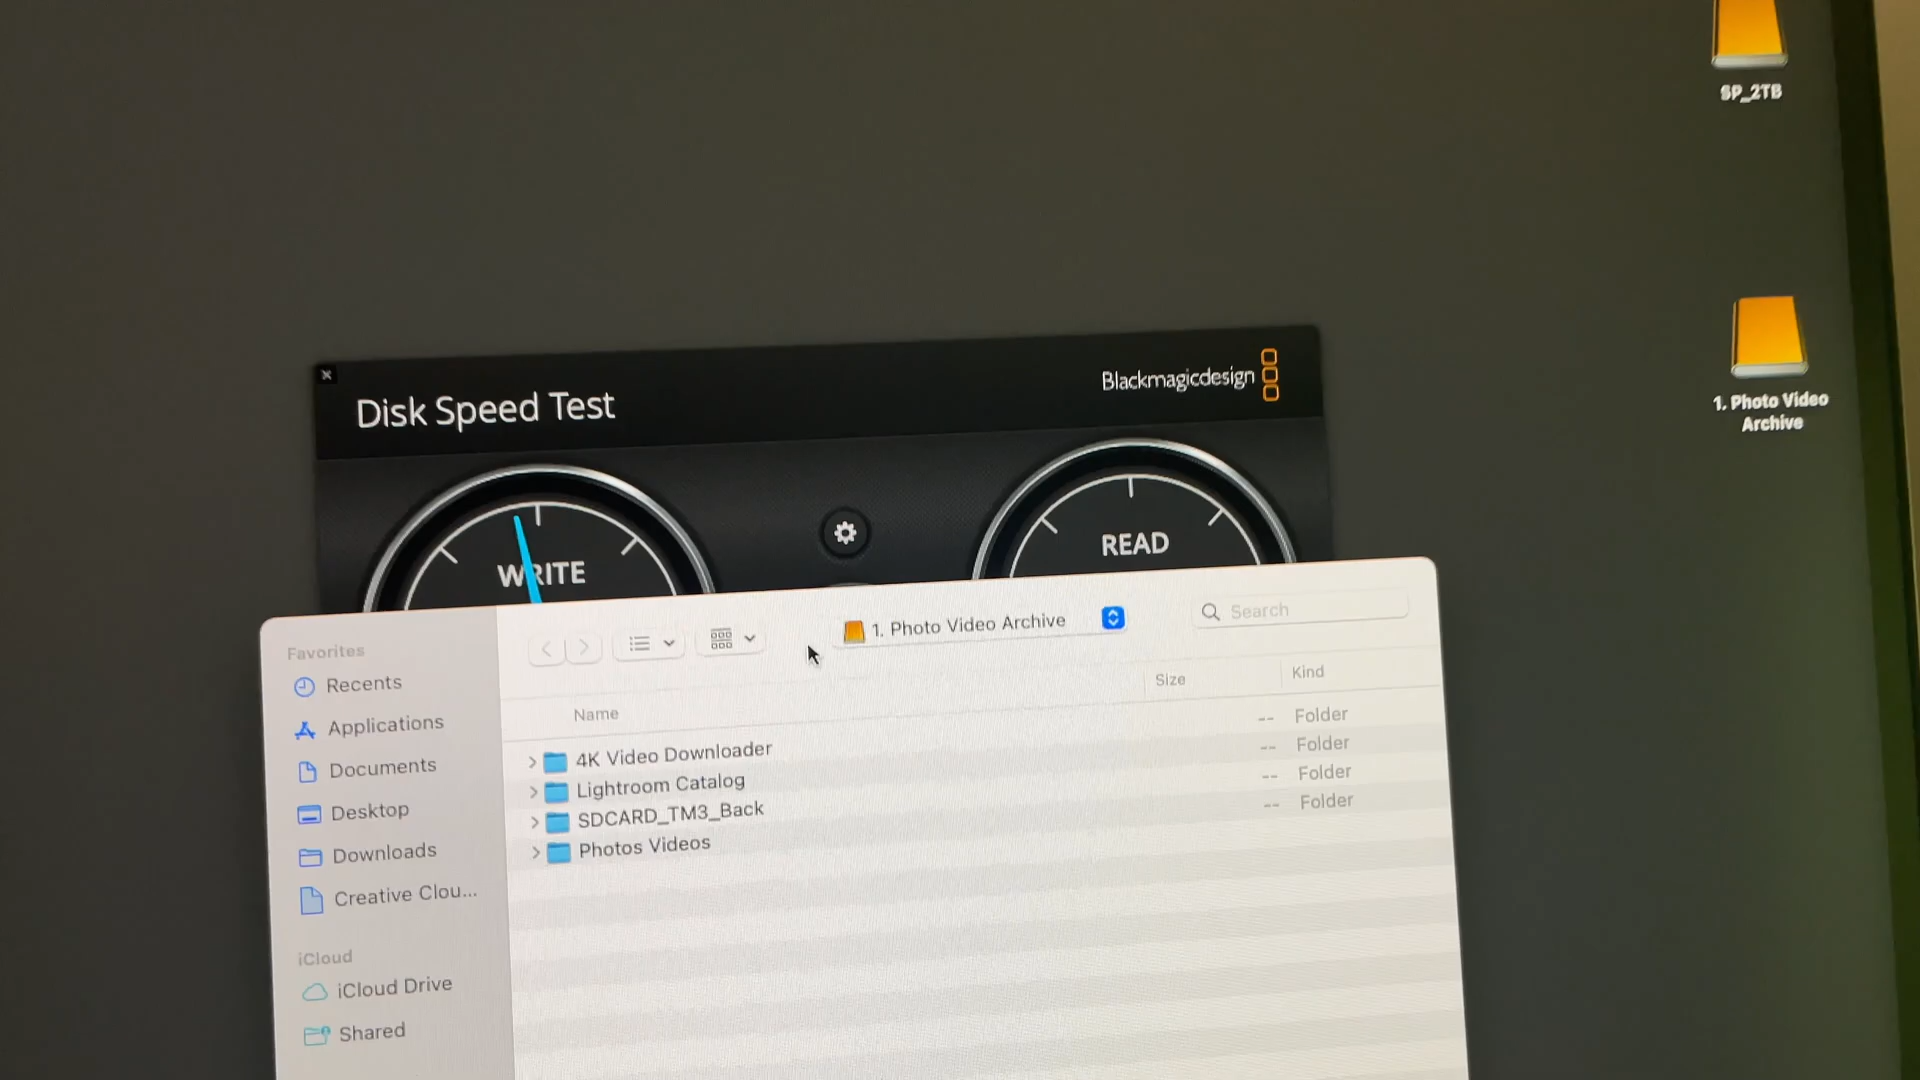 SP_2TB
1. Photo Video
Archive
Disk Speed Test
Blackmagicdesign
WRITE
READ
1. Photo Video Archive
Search
Favorites
Recents
Applications
Documents
Desktop
Downloads
Creative Clou...
iCloud
iCloud Drive
Shared
Name
Size
Kind
4K Video Downloader
-- Folder
Lightroom Catalog
-- Folder
SDCARD_TM3_Back
-- Folder
Photos Videos
-- Folder